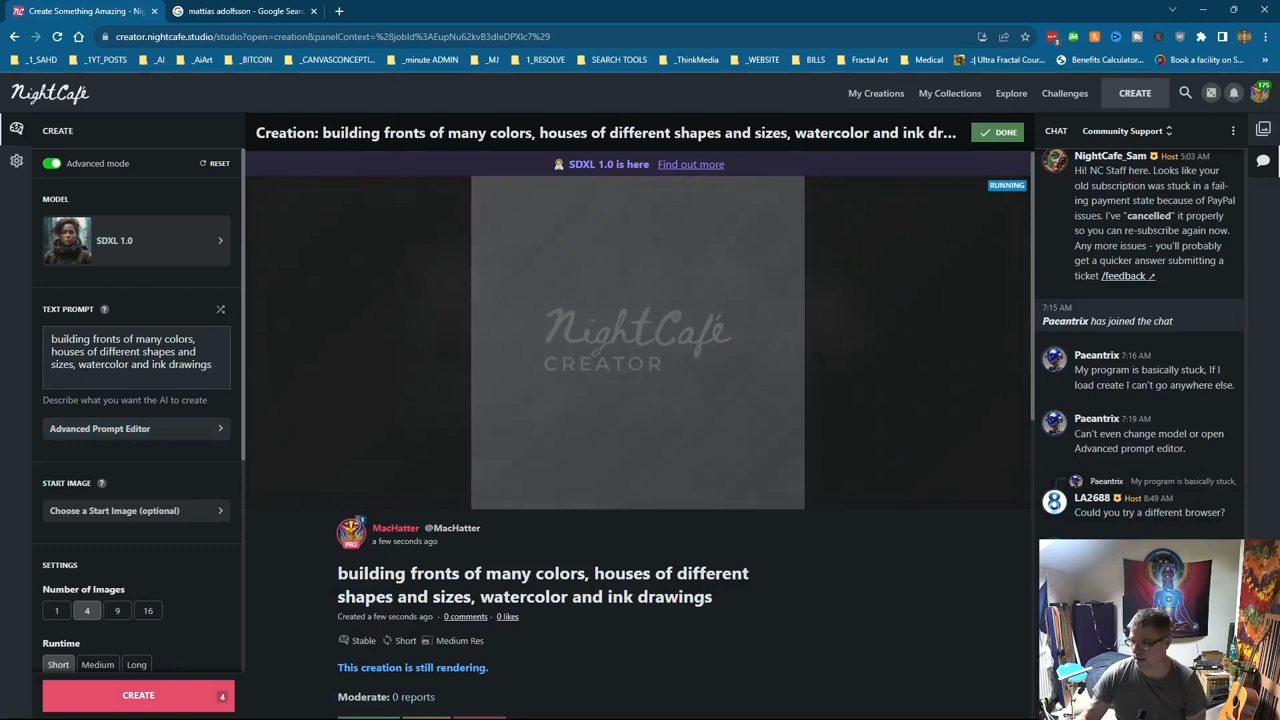 Create Something Amazing - Nig
mattias adolfsson - Google Sear
creator.nightcafe.studio/studio?open=creation&panelContext=%28jobId%3AEupNu62kvB3dIeDPXIc7%29
_1_SAHD
_1YT_POSTS
_AI
_AiArt
_BITCOIN
_CANVASCONCEPTI...
_minute ADMIN
_MJ
1_RESOLVE
SEARCH TOOLS
_ThinkMedia
_WEBSITE
BILLS
Fractal Art
Medical
Ultra Fractal Cour...
Benefits Calculator...
Book a facility on S...
NightCafé
My Creations
My Collections
Explore
Challenges
CREATE
175
CREATE
Advanced mode
RESET
MODEL
SDXL 1.0
TEXT PROMPT
building fronts of many colors,
houses of different shapes and
sizes, watercolor and ink drawings
Describe what you want the AI to create
Advanced Prompt Editor
START IMAGE
Choose a Start Image (optional)
SETTINGS
Number of Images
1 4 9 16
Runtime
Short Medium Long
CREATE 4
Creation: building fronts of many colors, houses of different shapes and sizes, watercolor and ink dr...
DONE
SDXL 1.0 is here Find out more
RUNNING
NightCafé
CREATOR
PRO
MacHatter @MacHatter
a few seconds ago
building fronts of many colors, houses of different
shapes and sizes, watercolor and ink drawings
Created a few seconds ago · 0 comments · 0 likes
Stable Short Medium Res
This creation is still rendering.
Moderate: 0 reports
CHAT Community Support
NightCafe_Sam Host 5:03 AM
Hi! NC Staff here. Looks like your
old subscription was stuck in a fail-
ing payment state because of PayPal
issues. I've "cancelled" it properly
so you can re-subscribe again now.
Any more issues - you'll probably
get a quicker answer submitting a
ticket /feedback
7:15 AM
Paeantrix has joined the chat
Paeantrix 7:16 AM
My program is basically stuck, If I
load create I can't go anywhere else.
Paeantrix 7:19 AM
Can't even change model or open
Advanced prompt editor.
Paeantrix My program is basically stuck,
LA2688 Host 8:49 AM
Could you try a different browser?